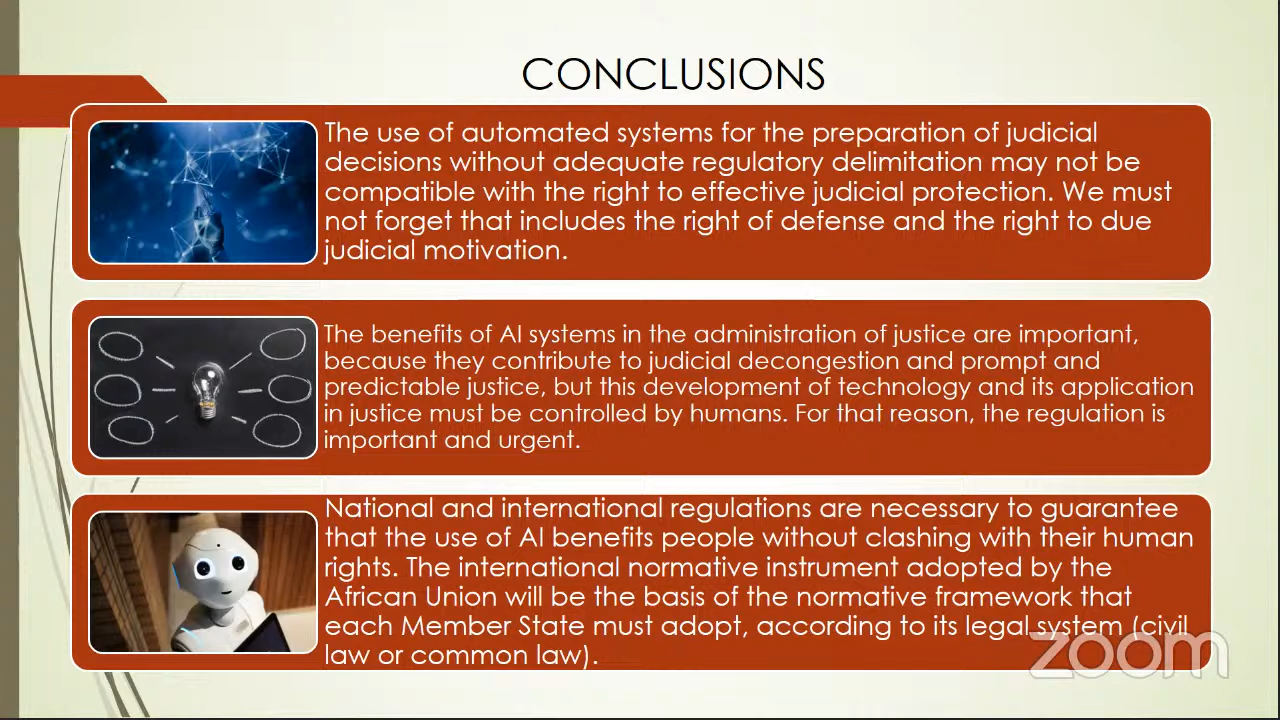 CONCLUSIONS
The use of automated systems for the preparation of judicial
decisions without adequate regulatory delimitation may not be
compatible with the right to effective judicial protection. We must
not forget that includes the right of defense and the right to due
judicial motivation.
The benefits of AI systems in the administration of justice are important,
because they contribute to judicial decongestion and prompt and
predictable justice, but this development of technology and its application
in justice must be controlled by humans. For that reason, the regulation is
important and urgent.
National and international regulations are necessary to guarantee
that the use of AI benefits people without clashing with their human
rights. The international normative instrument adopted by the
African Union will be the basis of the normative framework that
each Member State must adopt, according to its legal system (civil
law or common law).
zoom